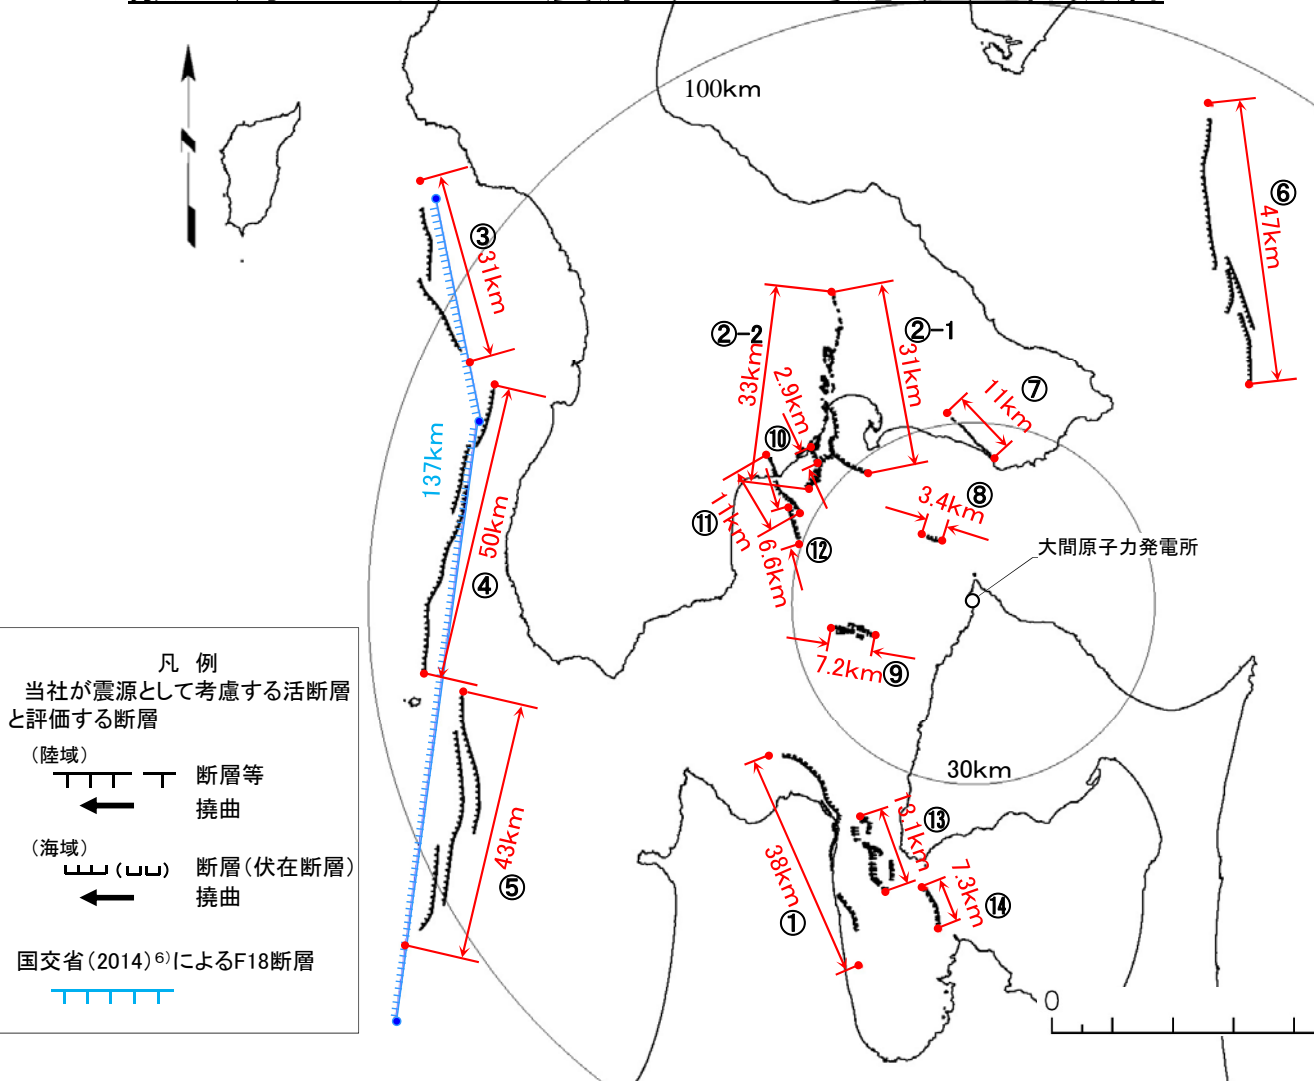 100km
③
31km
⑥
47km
②-2
②-1
33km
31km
2.9km
⑦
11km
⑩
137km
⑧
3.4km
⑪
11km
⑫
6.6km
50km
④
大間原子力発電所
7.2km
⑨
30km
凡 例
当社が震源として考慮する活断層
と評価する断層
(陸域)
断層等
撓曲
(海域)
断層(伏在断層)
撓曲
国交省(2014)⁶⁾によるF18断層
43km
⑤
38km
①
13.1km
⑬
7.3km
⑭
0